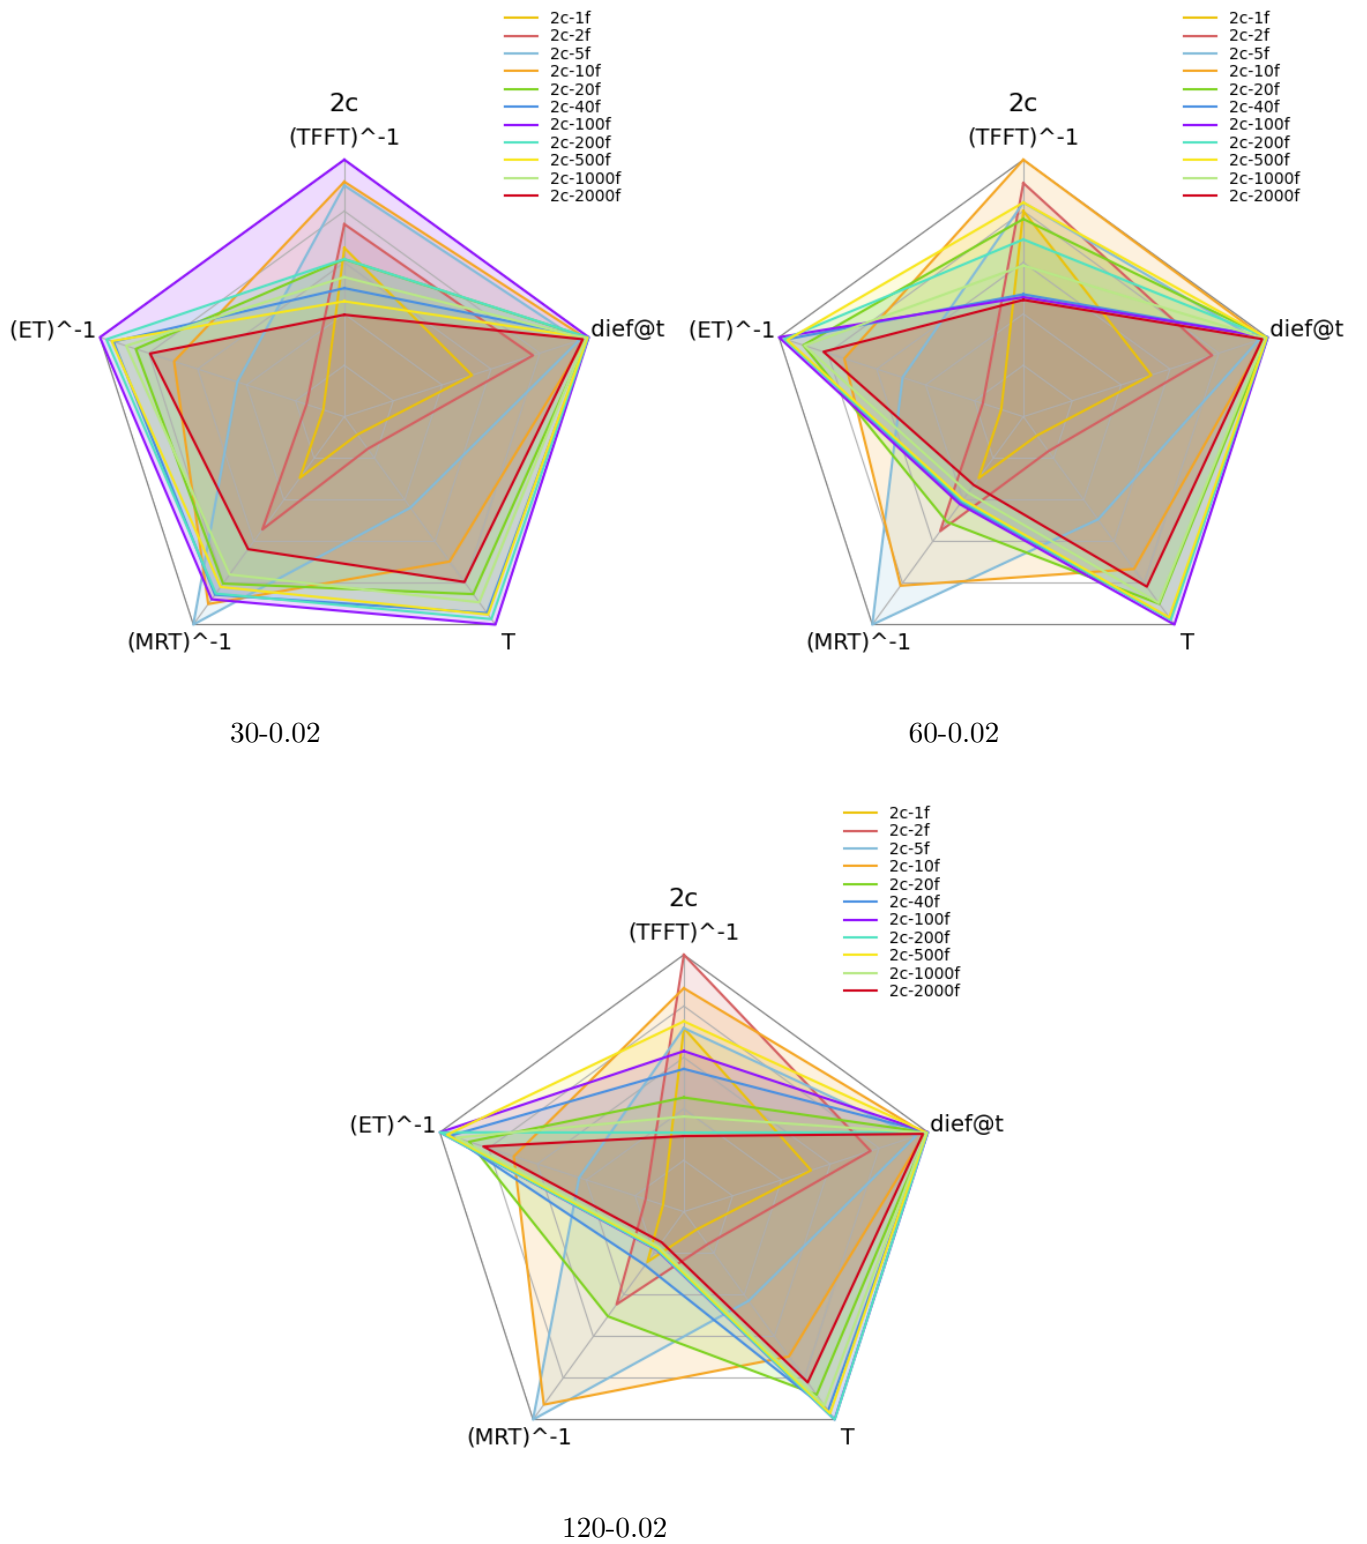 2c-1f
2c-2f
2c-5f
2c-10f
2c-20f
2c-40f
2c-100f
2c-200f
2c-500f
2c-1000f
2c-2000f
2c
(TFFT)^-1
(ET)^-1
dief@t
(MRT)^-1
T
30-0.02
2c-1f
2c-2f
2c-5f
2c-10f
2c-20f
2c-40f
2c-100f
2c-200f
2c-500f
2c-1000f
2c-2000f
2c
(TFFT)^-1
(ET)^-1
dief@t
(MRT)^-1
T
60-0.02
2c-1f
2c-2f
2c-5f
2c-10f
2c-20f
2c-40f
2c-100f
2c-200f
2c-500f
2c-1000f
2c-2000f
2c
(TFFT)^-1
(ET)^-1
dief@t
(MRT)^-1
T
120-0.02